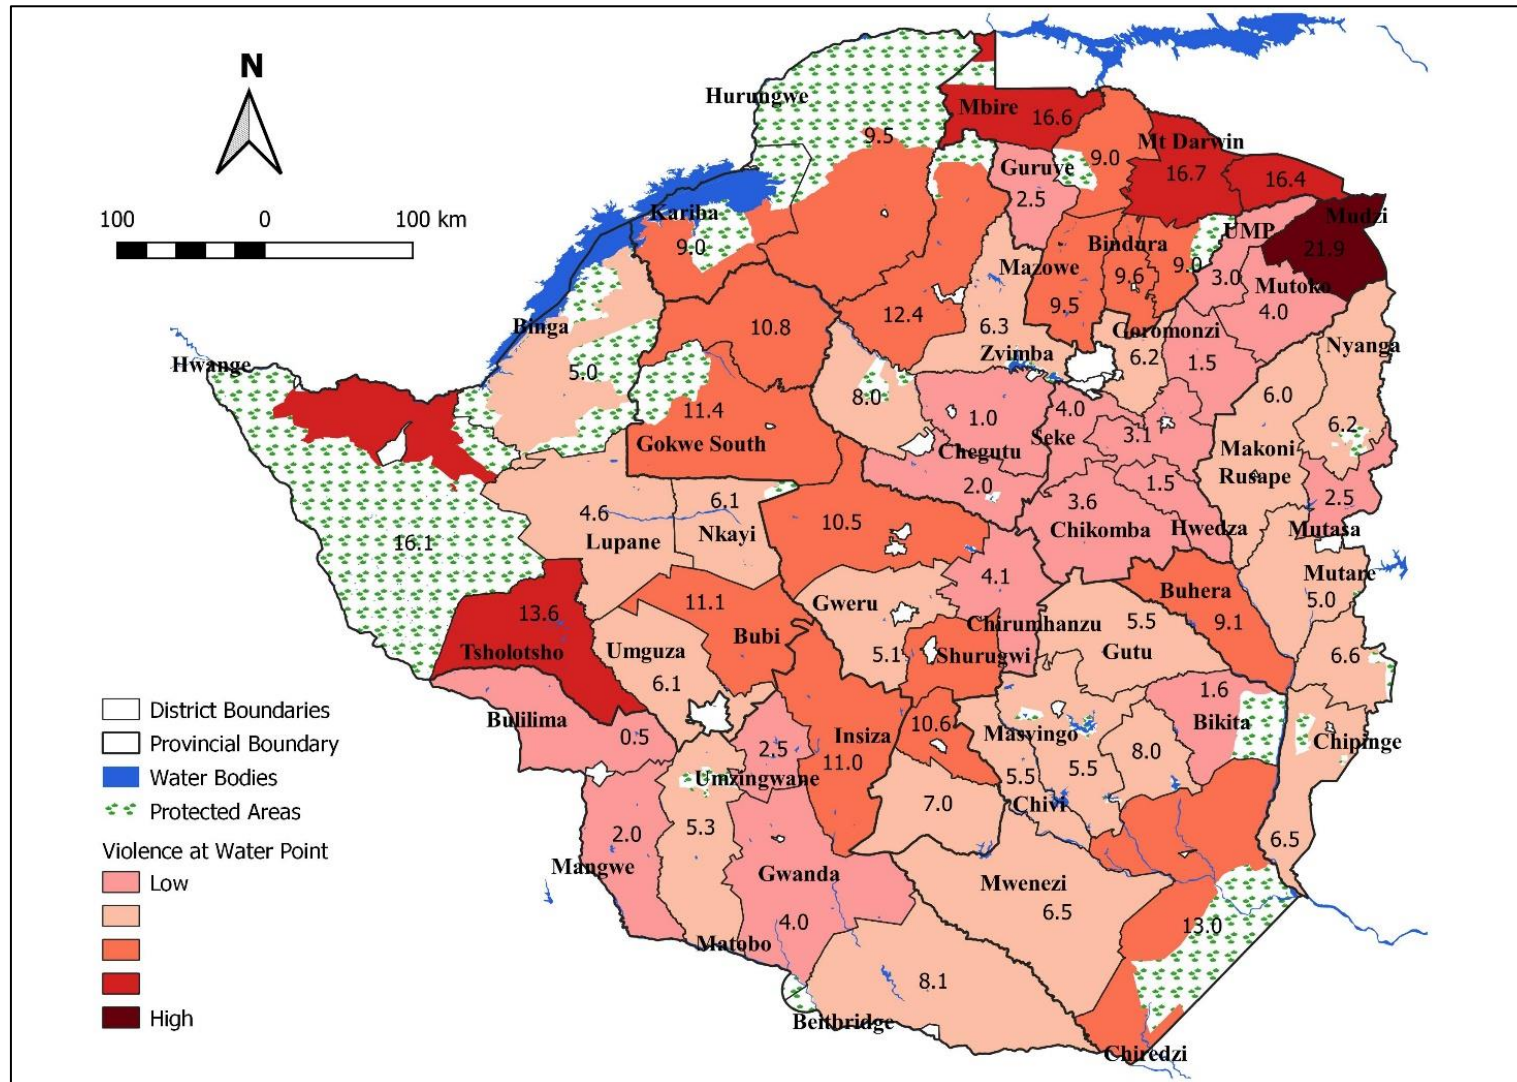 N
100 0 100 km
Hurungwe
9.5
Mbire
16.6
Mt Darwin
9.0
16.7
16.4
Guruye
2.5
Kariba
9.0
UMP
Mudzi
21.9
Bindura
Mazowe
9.6
9.0
3.0
Mutoko
4.0
9.5
Binga
5.0
10.8
12.4
6.3
Zvimba
Goromonzi
6.2
1.5
Nyanga
Hwange
8.0
1.0
4.0
Seke
3.1
6.0
6.2
11.4
Gokwe South
Chegutu
2.0
Makoni
Rusape
1.5
2.5
3.6
Chikomba
Hwedza
Mutasa
4.6
Lupane
6.1
Nkayi
10.5
16.1
Mutare
5.0
4.1
Buhera
9.1
13.6
Tsholotsho
11.1
Bubi
Gweru
5.1
Chirumhanzu
5.5
Gutu
Umguza
6.1
Shurugwi
6.6
1.6
Bikita
Bulilima
0.5
10.6
Masvingo
5.5
5.5
8.0
Chipinge
Insiza
11.0
2.5
Umzingwane
7.0
Chivi
2.0
Mangwe
5.3
Matobo
Gwanda
4.0
Mwenezi
6.5
6.5
13.0
8.1
Beitbridge
Chiredzi
District Boundaries
Provincial Boundary
Water Bodies
Protected Areas
Violence at Water Point
Low
High